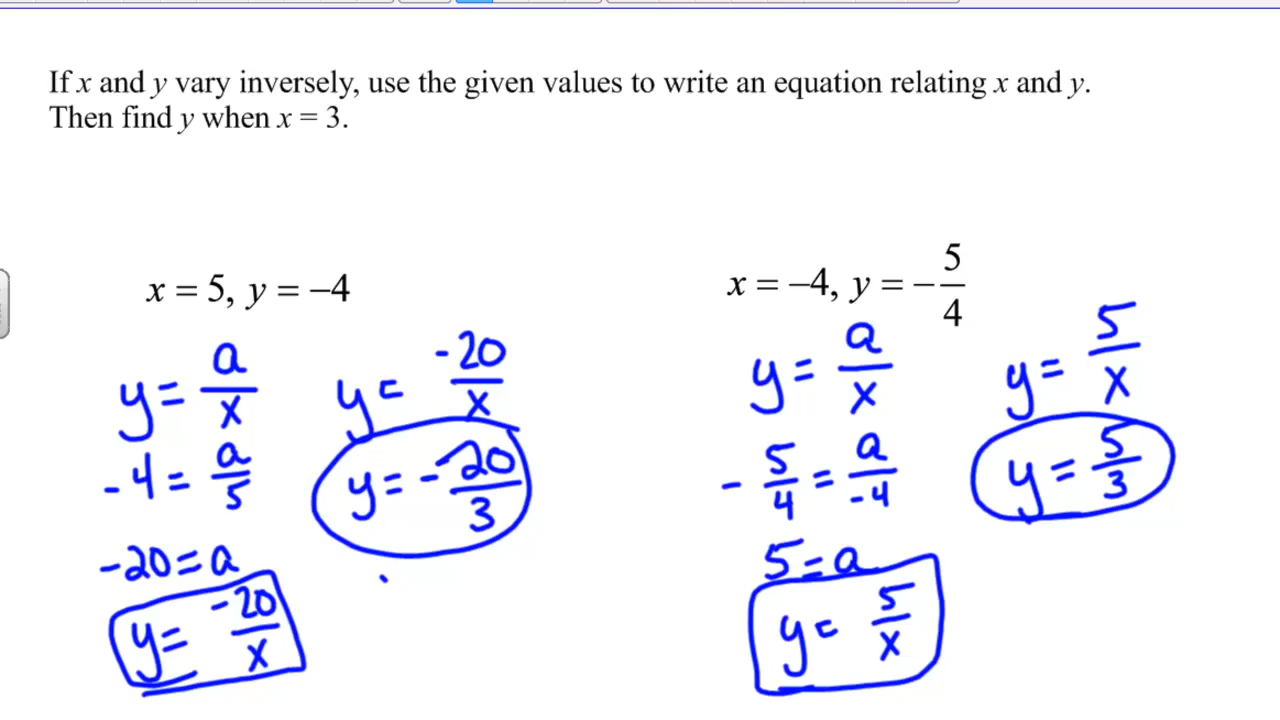 If x and y vary inversely, use the given values to write an equation relating x and y.
Then find y when x = 3.
x = 5, y = –4
y = a/x
-4 = a/5
-20 = a
y = -20/x
y = -20/x
y = -20/3
x = –4, y = –5/4
y = a/x
-5/4 = a/-4
5 = a
y = 5/x
y = 5/x
y = 5/3